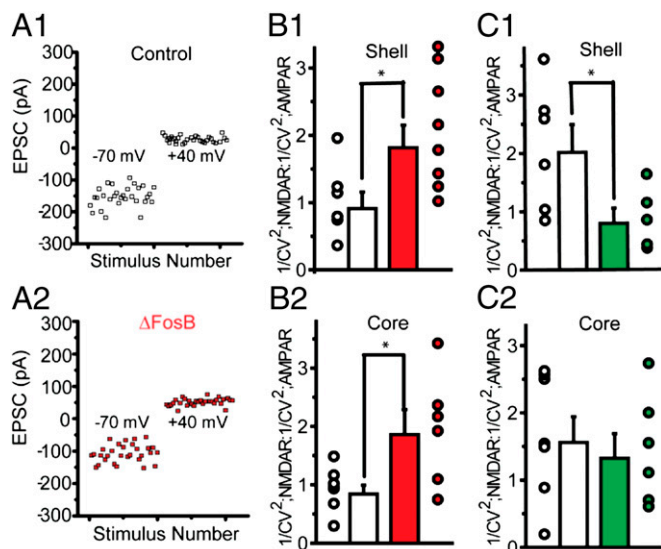 A1
Control
300
200
100
0
-100
-200
-300
EPSC (pA)
-70 mV
+40 mV
Stimulus Number
B1
Shell
*
3
2
1
0
1/CV²;NMDAR:1/CV²;AMPAR
C1
Shell
*
3
2
1
0
1/CV²;NMDAR:1/CV²;AMPAR
A2
ΔFosB
300
200
100
0
-100
-200
-300
EPSC (pA)
-70 mV
+40 mV
Stimulus Number
B2
Core
*
3
2
1
0
1/CV²;NMDAR:1/CV²;AMPAR
C2
Core
3
2
1
0
1/CV²;NMDAR:1/CV²;AMPAR